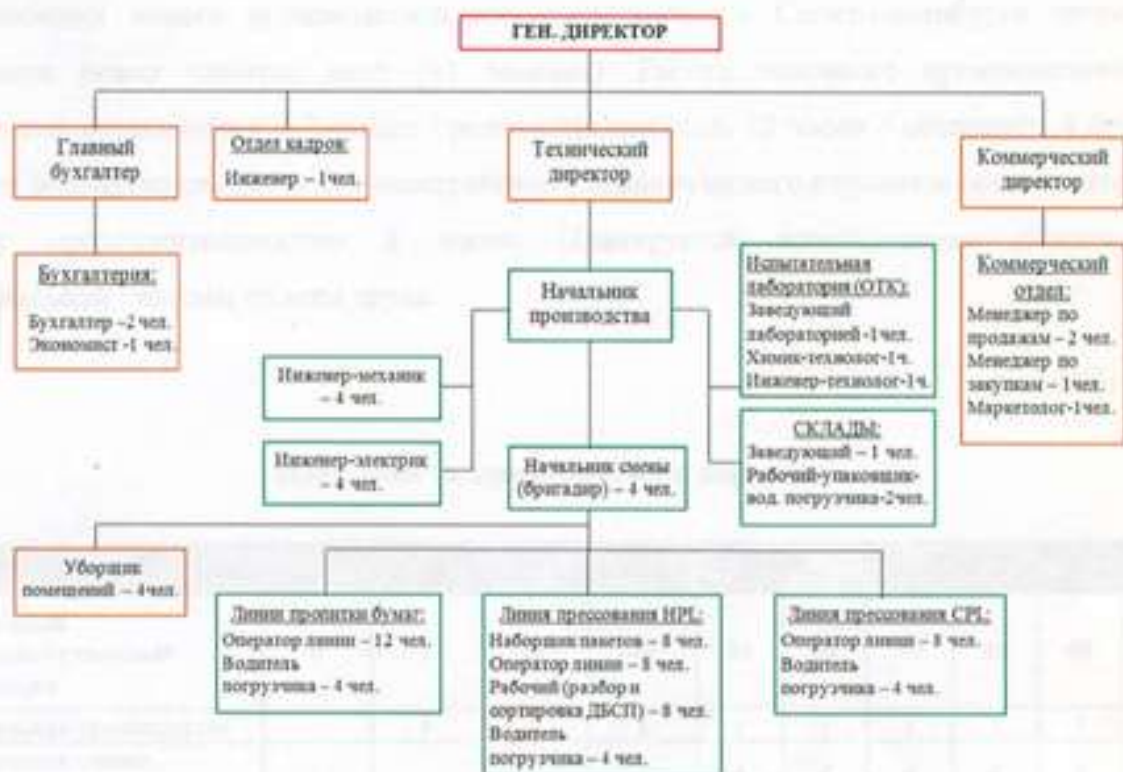 ГЕН. ДИРЕКТОР
Главный
бухгалтер
Отдел кадров:
Инженер – 1чел.
Технический
директор
Коммерческий
директор
Бухгалтерия:
Бухгалтер –2 чел.
Экономист -1 чел.
Начальник
производства
Испытательная
лаборатория (ОТК):
Заведующий
лабораторией -1чел.
Химик-технолог-1ч.
Инженер-технолог-1ч.
Коммерческий
отдел:
Менеджер по
продажам – 2 чел.
Менеджер по
закупкам – 1чел.
Маркетолог-1чел.
Инженер-механик
– 4 чел.
Инженер-электрик
– 4 чел.
Начальник смены
(бригадир) – 4 чел.
СКЛАДЫ:
Заведующий – 1 чел.
Рабочий-упаковщик-
вод. погрузчика-2чел.
Уборщик
помещений – 4чел.
Линии пропитки бумаг:
Оператор линии – 12 чел.
Водитель
погрузчика – 4 чел.
Линия прессования HPL:
Наборщик пакетов – 8 чел.
Оператор линии – 8 чел.
Рабочий (разбор и
сортировка ДБСП) – 8 чел.
Водитель
погрузчика – 4 чел.
Линия прессования CPL:
Оператор линии – 8 чел.
Водитель
погрузчика – 4 чел.